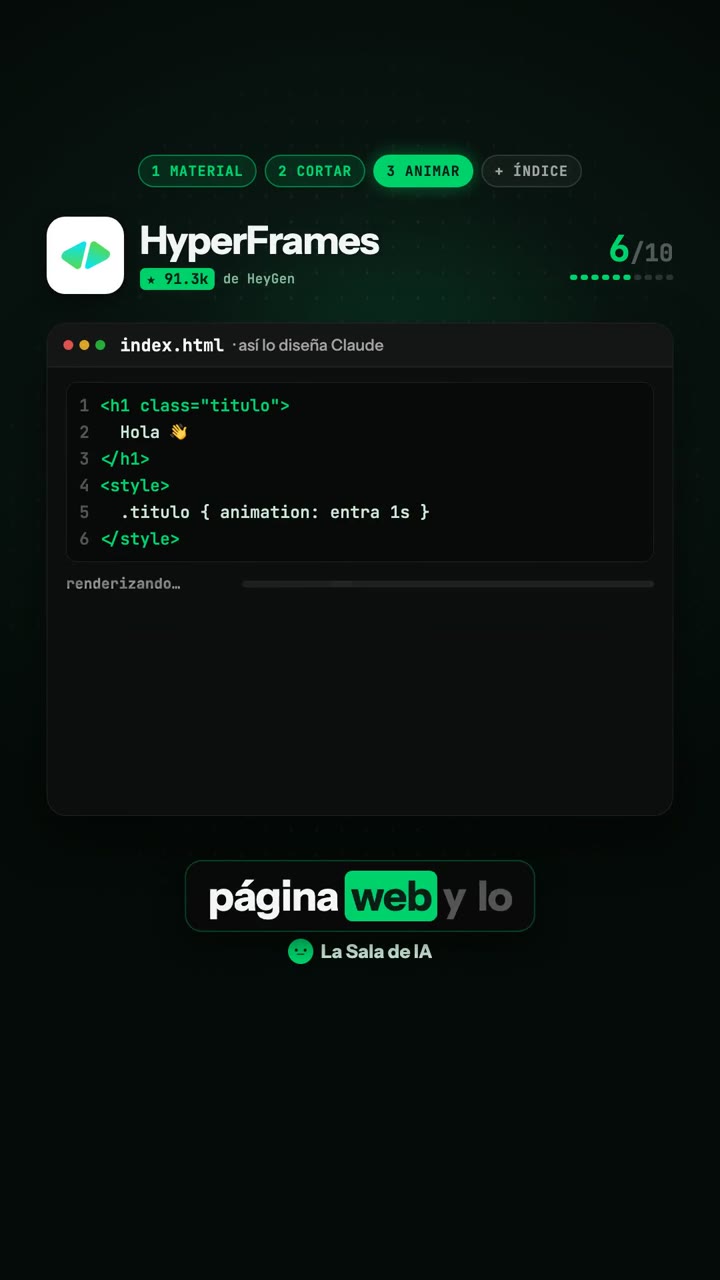 1 MATERIAL 2 CORTAR 3 ANIMAR + ÍNDICE
HyperFrames
★ 91.3k de HeyGen
6/10
index.html · así lo diseña Claude
1 <h1 class="titulo">
2 Hola 👋
3 </h1>
4 <style>
5 .titulo { animation: entra 1s }
6 </style>
renderizando…
página web y lo
La Sala de IA